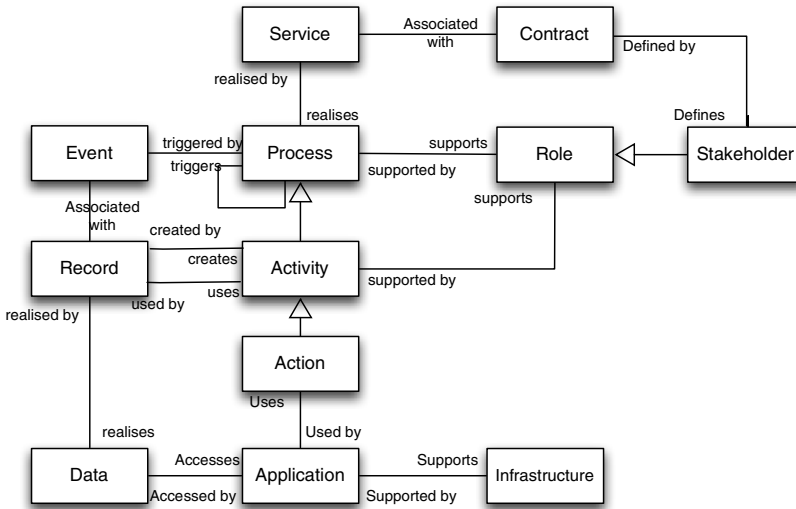 Service
Associated
with
Contract
Defined by
realised by
realises
Defines
Event
triggered by
triggers
Process
supports
supported by
Role
Stakeholder
supports
Associated
with
created by
creates
Record
Activity
supported by
used by
uses
realised by
Action
Uses
Used by
realises
Data
Accesses
Accessed by
Application
Supports
Supported by
Infrastructure